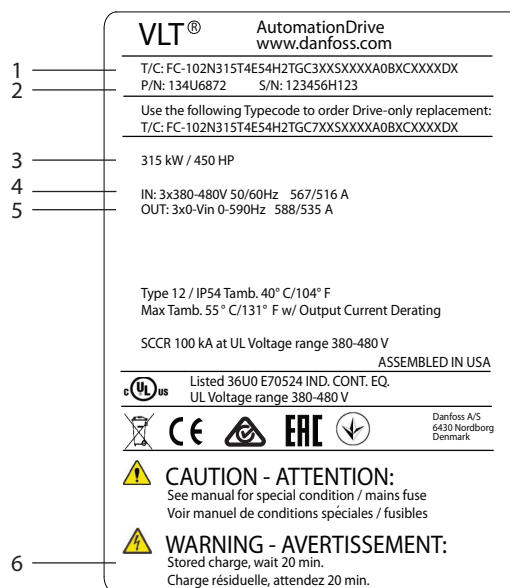 VLT® AutomationDrive
www.danfoss.com
1 T/C: FC-102N315T4E54H2TGC3XXSXXXXA0BXCXXXXDX
2 P/N: 134U6872 S/N: 123456H123
Use the following Typecode to order Drive-only replacement:
T/C: FC-102N315T4E54H2TGC7XXSXXXXA0BXCXXXXDX
3 315 kW / 450 HP
4 IN: 3x380-480V 50/60Hz 567/516 A
5 OUT: 3x0-Vin 0-590Hz 588/535 A
Type 12 / IP54 Tamb. 40° C/104° F
Max Tamb. 55° C/131° F w/ Output Current Derating
SCCR 100 kA at UL Voltage range 380-480 V
ASSEMBLED IN USA
c UL us Listed 36U0 E70524 IND. CONT. EQ.
UL Voltage range 380-480 V
CE EAC Danfoss A/S
6430 Nordborg
Denmark
CAUTION - ATTENTION:
See manual for special condition / mains fuse
Voir manuel de conditions spéciales / fusibles
WARNING - AVERTISSEMENT:
6 Stored charge, wait 20 min.
Charge résiduelle, attendez 20 min.